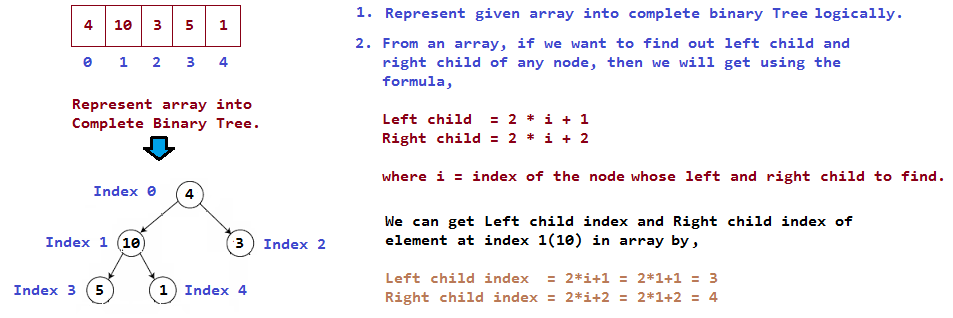 4 10 3 5 1
0 1 2 3 4
Represent array into
Complete Binary Tree.
Index 0 4
Index 1 10 3 Index 2
Index 3 5 1 Index 4
1. Represent given array into complete binary Tree logically.
2. From an array, if we want to find out left child and
right child of any node, then we will get using the
formula,
Left child = 2 * i + 1
Right child = 2 * i + 2
where i = index of the node whose left and right child to find.
We can get Left child index and Right child index of
element at index 1(10) in array by,
Left child index = 2*i+1 = 2*1+1 = 3
Right child index = 2*i+2 = 2*1+2 = 4